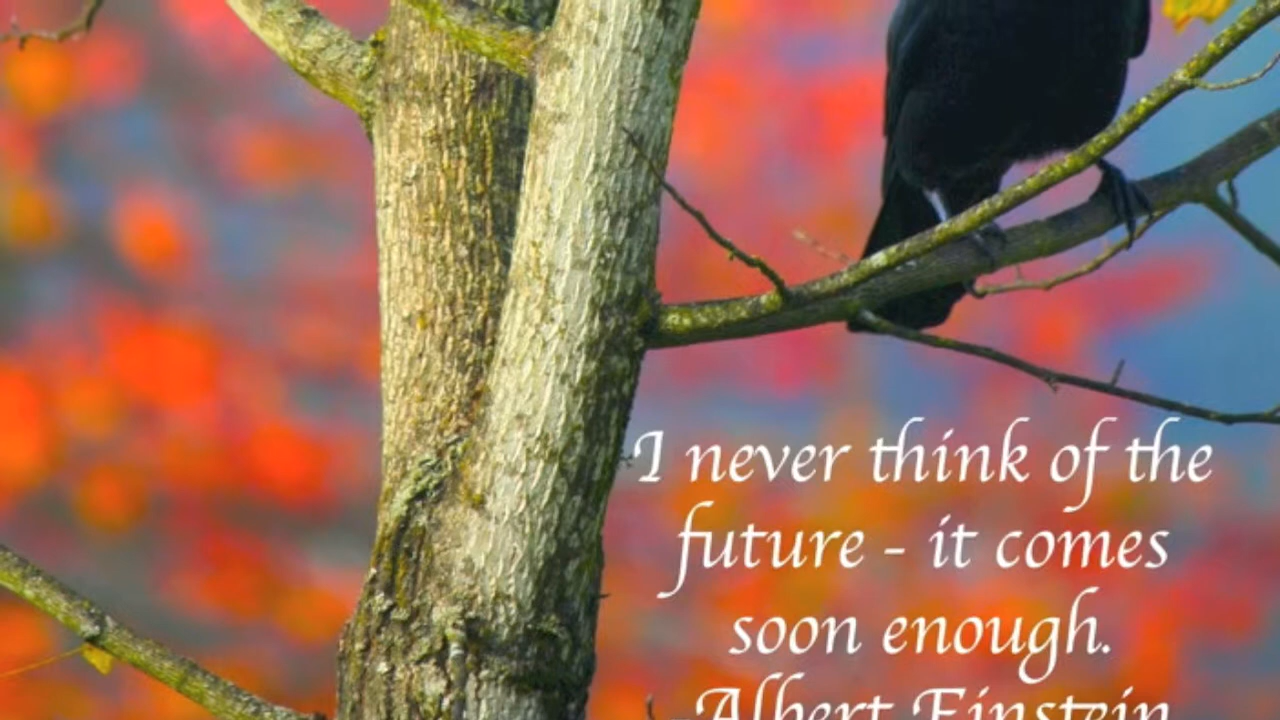 I never think of the
future - it comes
soon enough.
-Albert Einstein